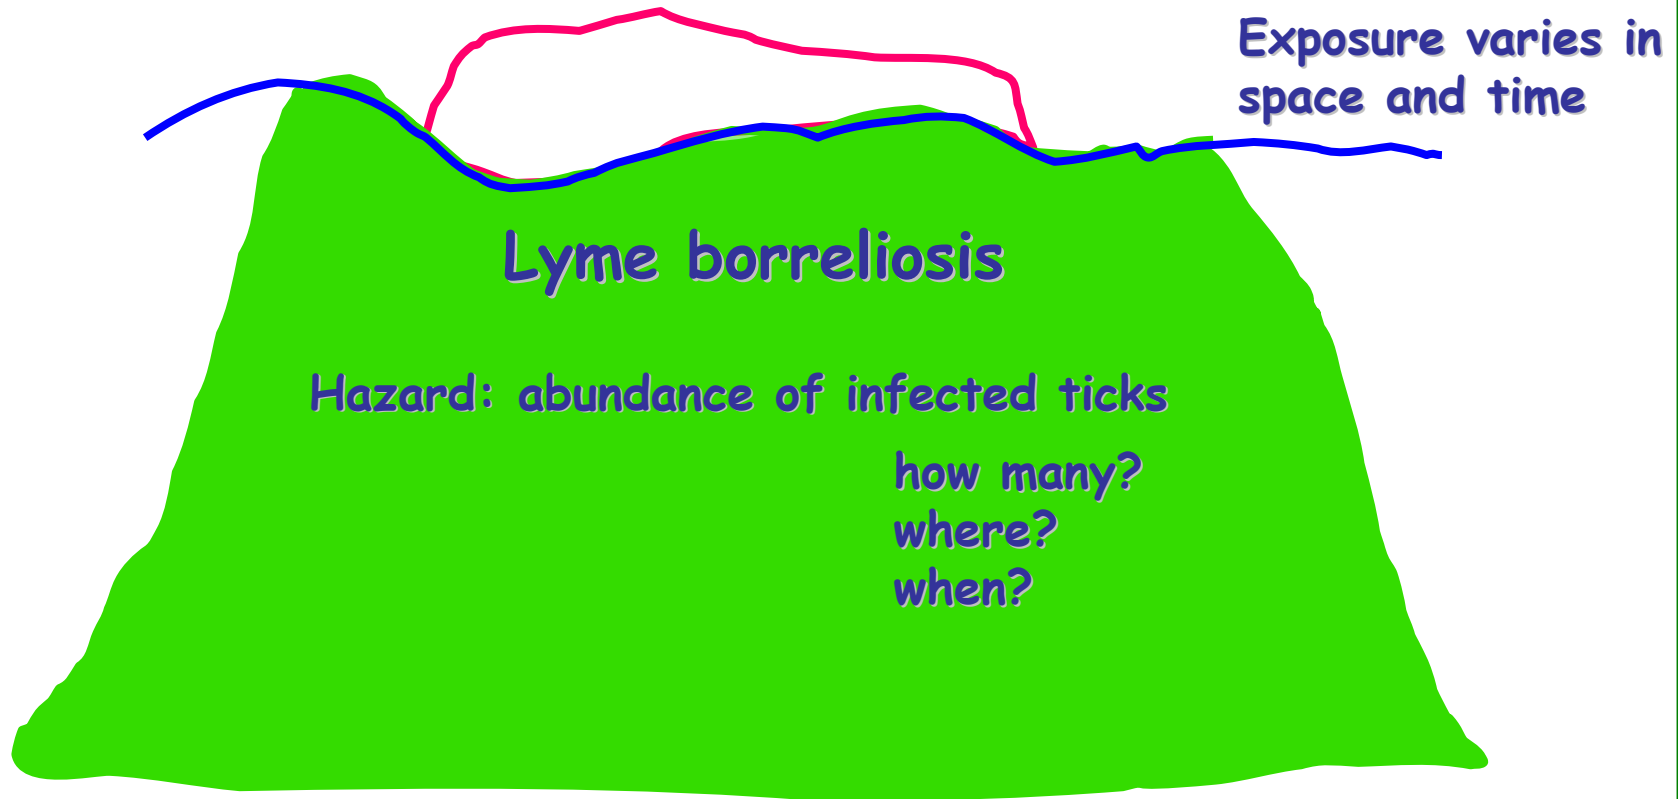 Exposure varies in
space and time
Lyme borreliosis
Hazard: abundance of infected ticks
how many?
where?
when?